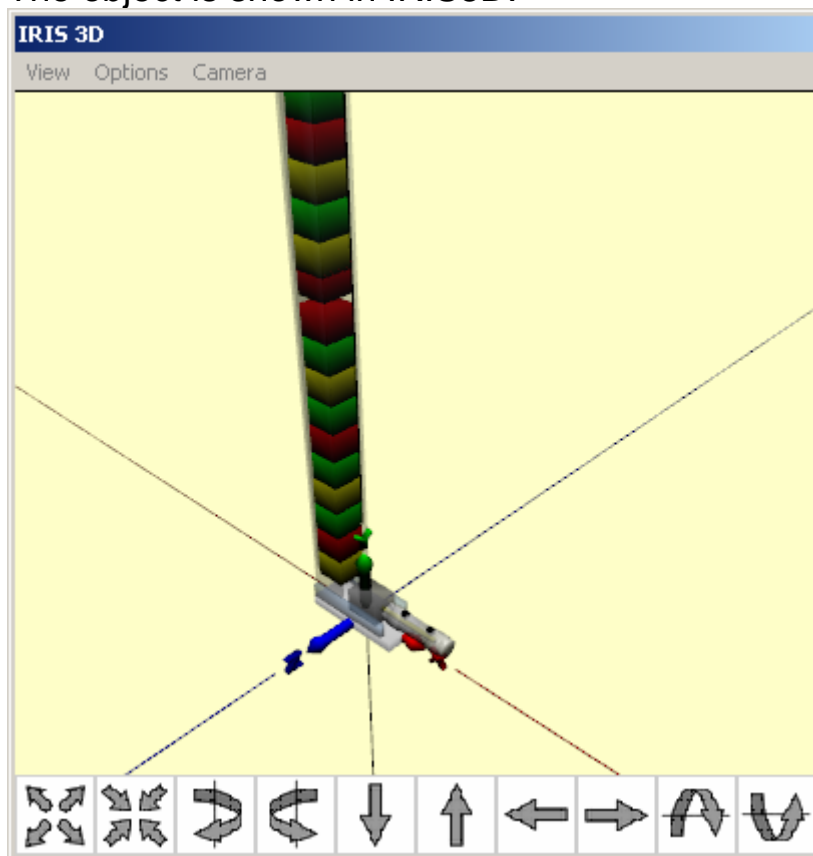 The object is shown in IRIS3D:
IRIS 3D
View Options Camera
Y
Z
X